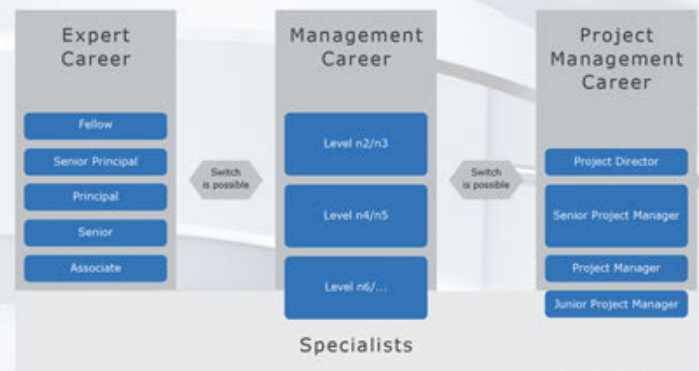 Expert
Career
Fellow
Senior Principal
Principal
Senior
Associate
Switch
is possible
Management
Career
Level n2/n3
Level n4/n5
Level n6/...
Switch
is possible
Project
Management
Career
Project Director
Senior Project Manager
Project Manager
Junior Project Manager
Specialists